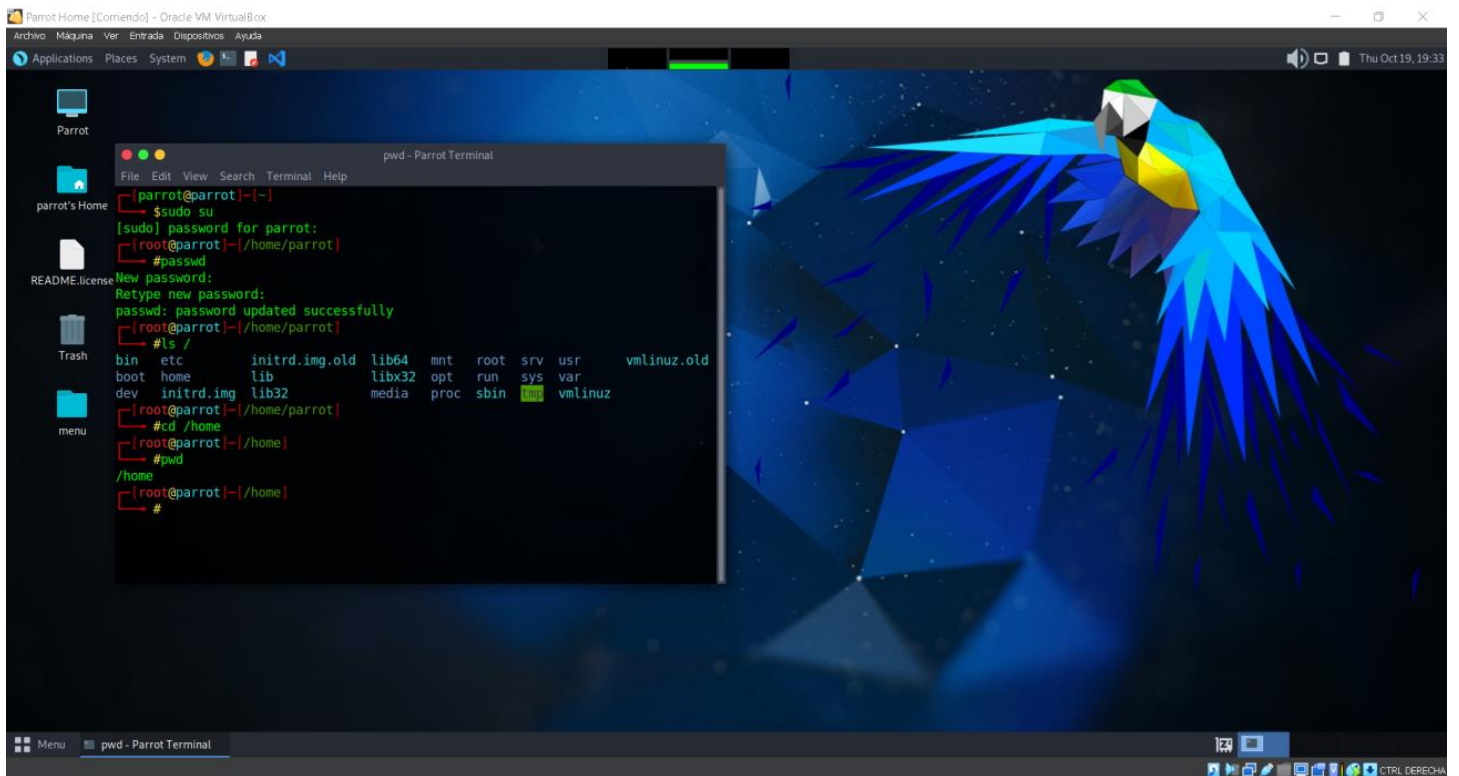 Parrot Home [Corriendo] - Oracle VM VirtualBox
Archivo Máquina Ver Entrada Dispositivos Ayuda
Applications Places System
Thu Oct 19, 19:33
Parrot
parrot's Home
README.license
Trash
menu
pwd - Parrot Terminal
File Edit View Search Terminal Help
┌─[parrot@parrot]─[~]
└──╼ $sudo su
[sudo] password for parrot:
┌─[root@parrot]─[/home/parrot]
└──╼ #passwd
New password:
Retype new password:
passwd: password updated successfully
┌─[root@parrot]─[/home/parrot]
└──╼ #ls /
bin etc initrd.img.old lib64 mnt root srv usr vmlinuz.old
boot home lib libx32 opt run sys var
dev initrd.img lib32 media proc sbin tmp vmlinuz
┌─[root@parrot]─[/home/parrot]
└──╼ #cd /home
┌─[root@parrot]─[/home]
└──╼ #pwd
/home
┌─[root@parrot]─[/home]
└──╼ #
Menu pwd - Parrot Terminal
CTRL DERECHA